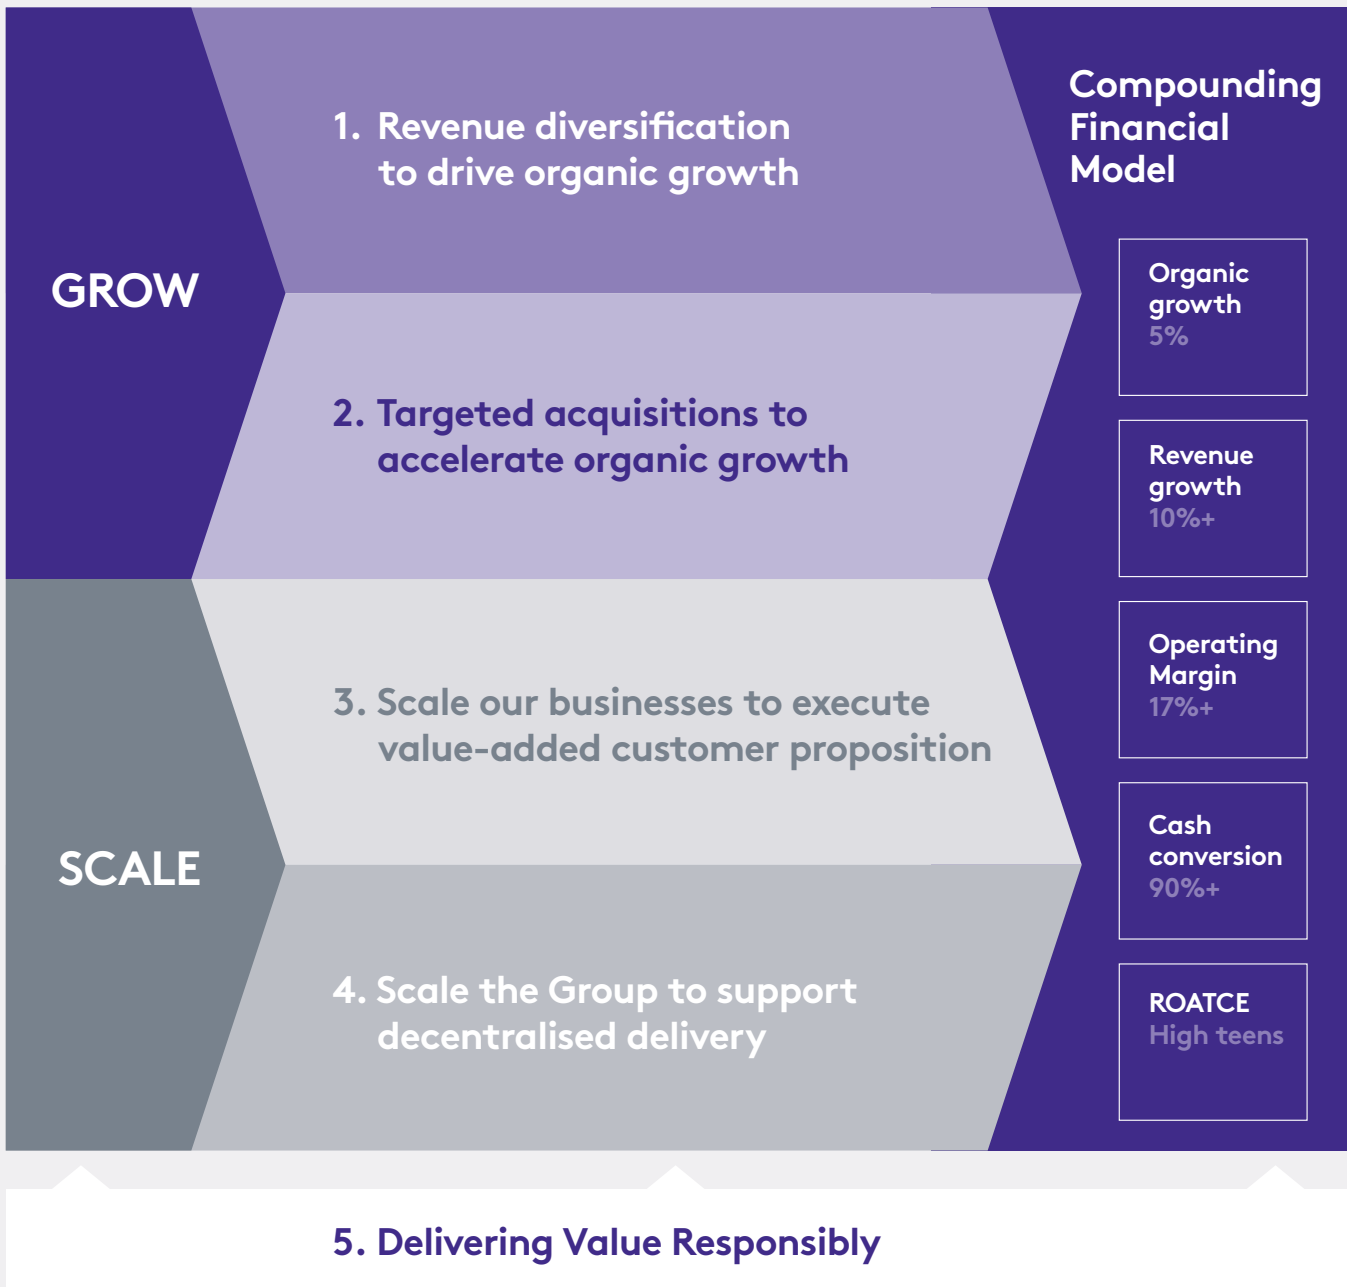 GROW
1. Revenue diversification
to drive organic growth
2. Targeted acquisitions to
accelerate organic growth
SCALE
3. Scale our businesses to execute
value-added customer proposition
4. Scale the Group to support
decentralised delivery
Compounding
Financial
Model
Organic
growth
5%
Revenue
growth
10%+
Operating
Margin
17%+
Cash
conversion
90%+
ROATCE
High teens
5. Delivering Value Responsibly